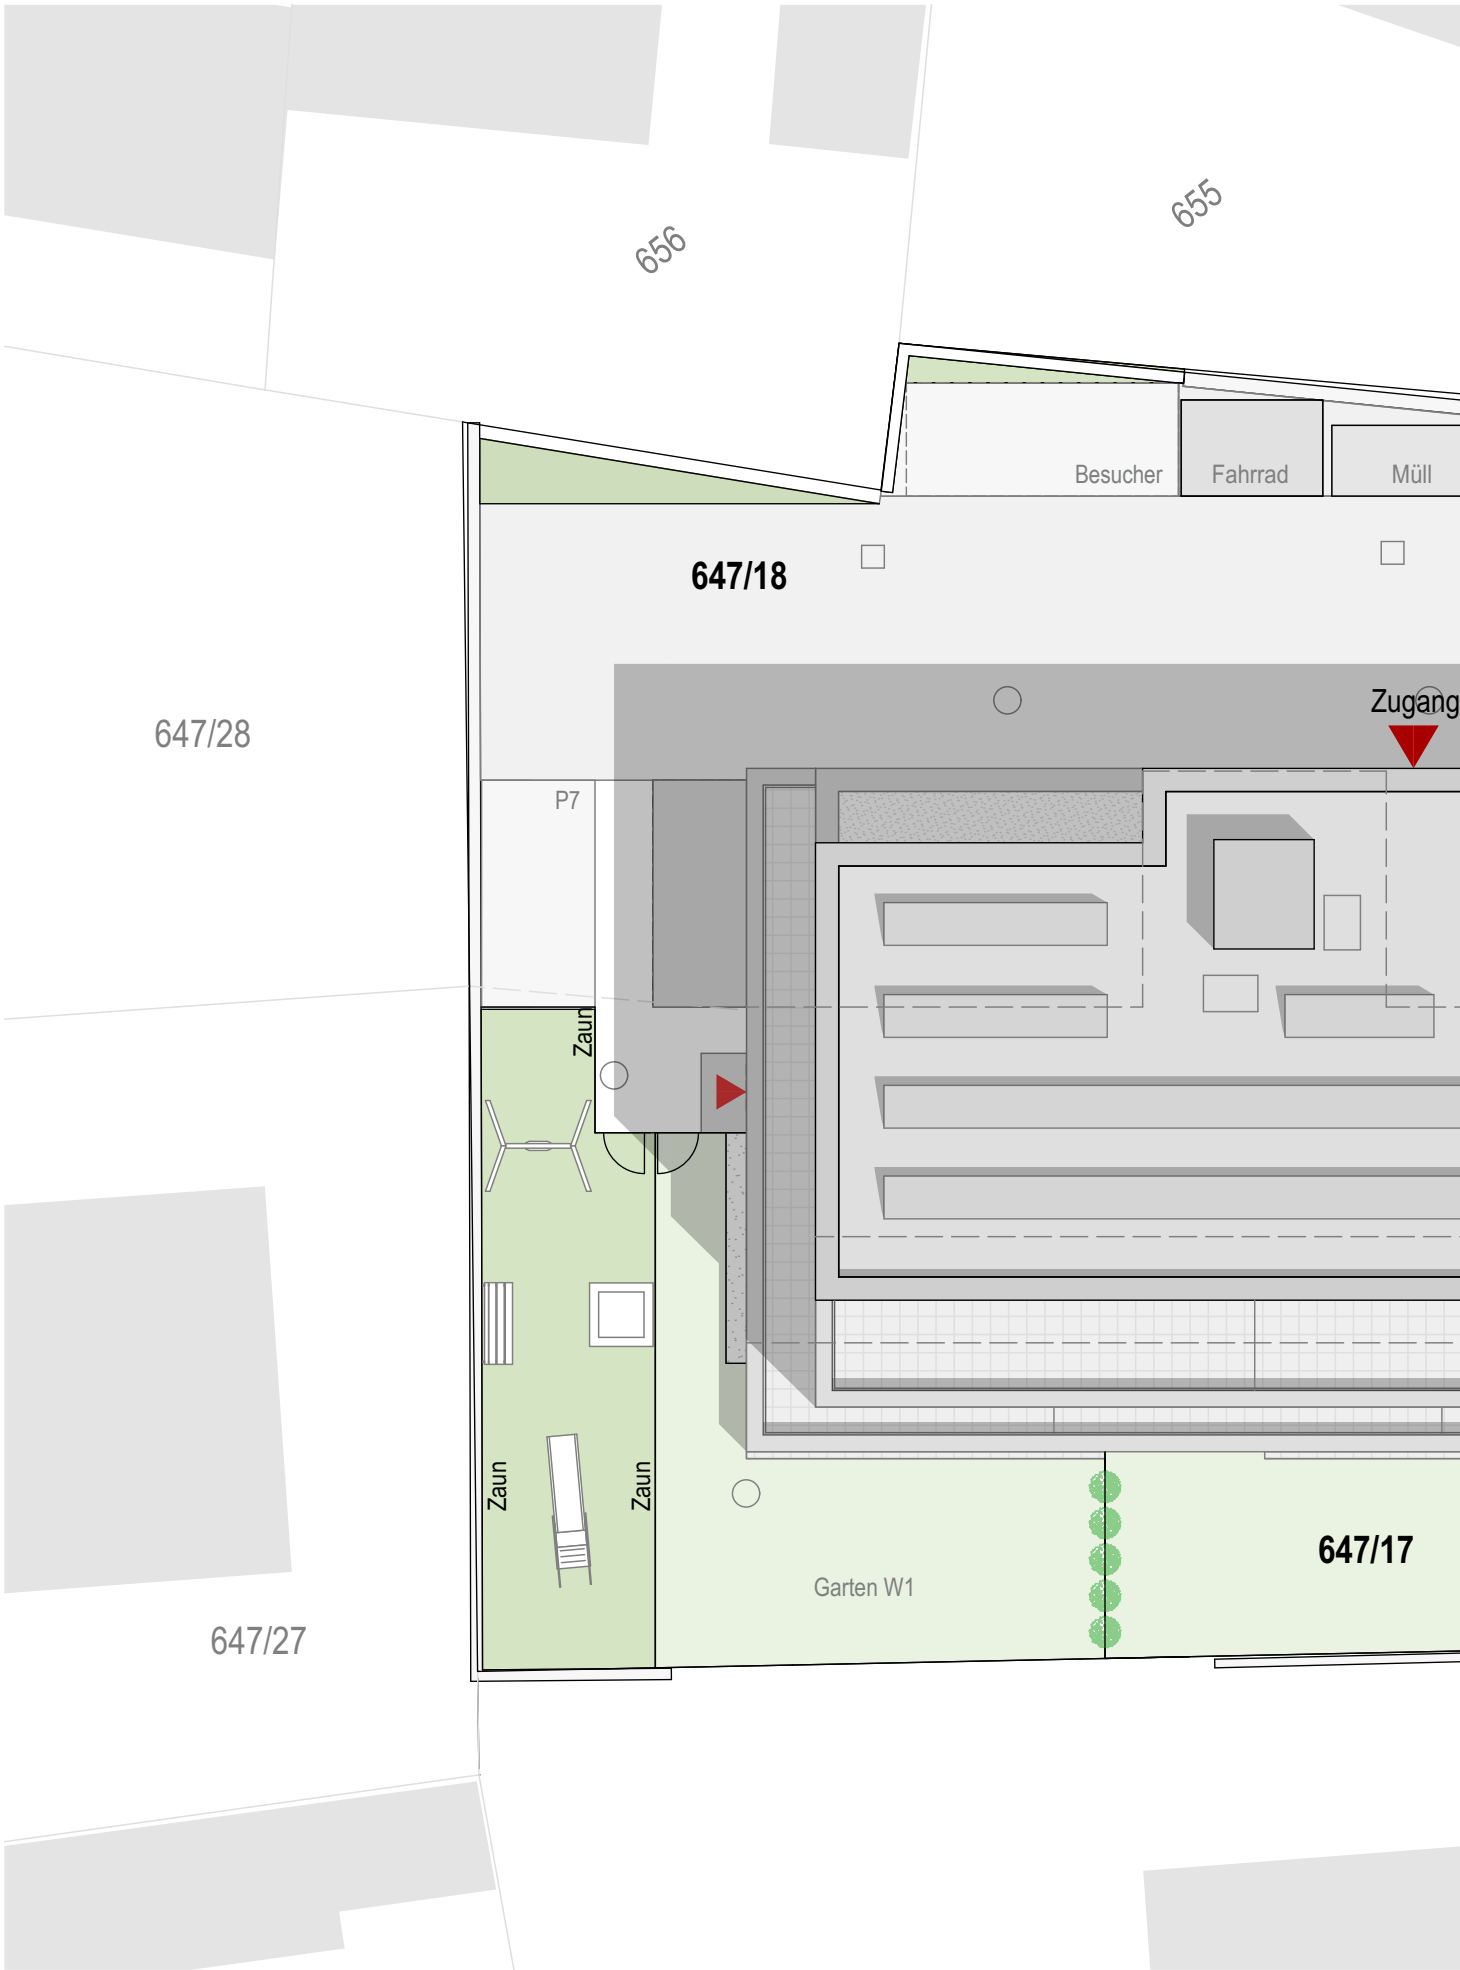 655
656
Besucher
Fahrrad
Müll
647/18
Zugang
647/28
P7
Zaun
Zaun
Zaun
647/17
Garten W1
647/27